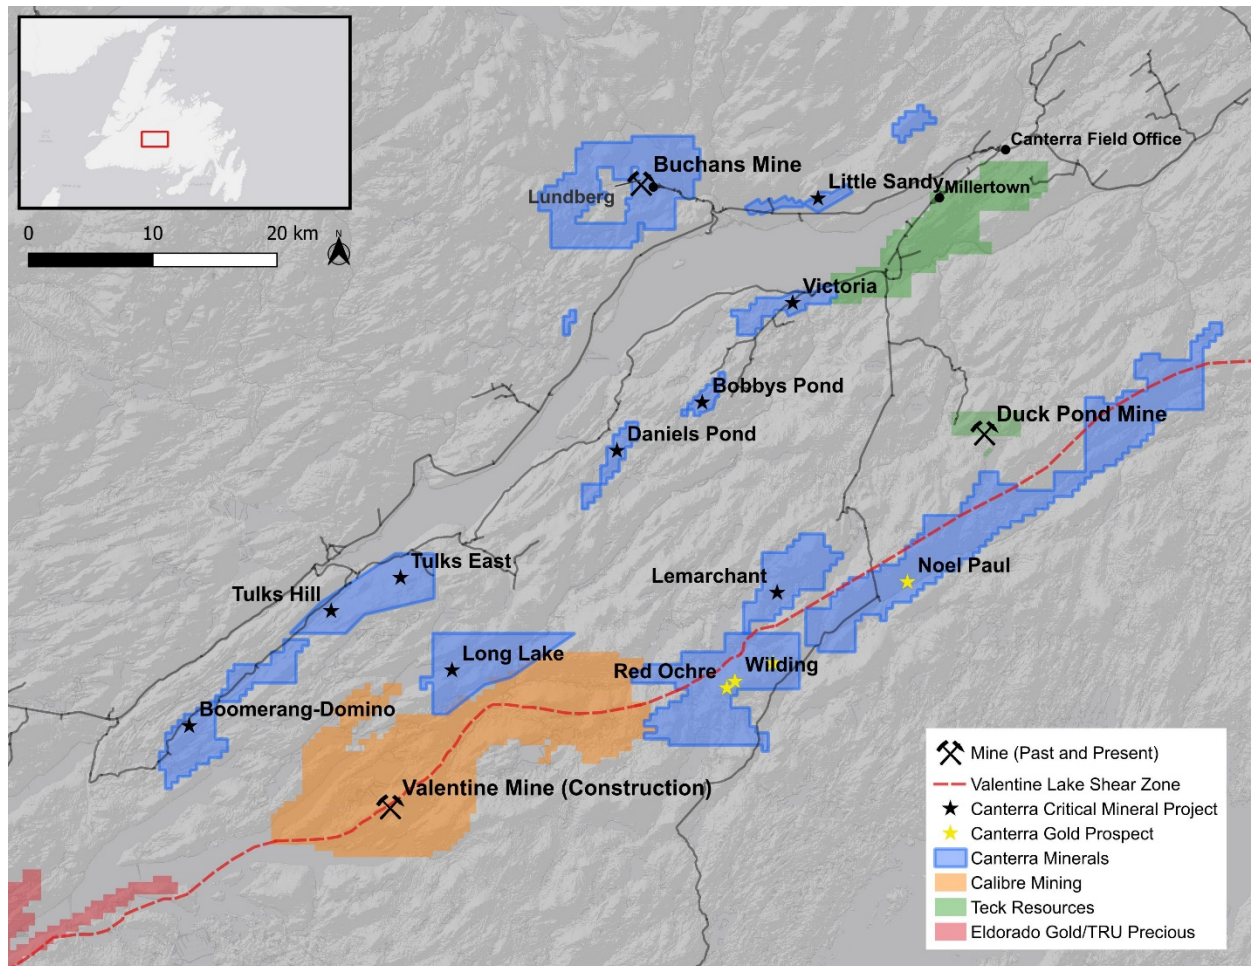 Canterra Field Office
Buchans Mine
Little Sandy
Millertown
Lundberg
0 10 20 km
N
Victoria
Bobbys Pond
Duck Pond Mine
Daniels Pond
Tulks East
Noel Paul
Lemarchant
Tulks Hill
Long Lake
Red Ochre
Wilding
Boomerang-Domino
Valentine Mine (Construction)
Mine (Past and Present)
Valentine Lake Shear Zone
Canterra Critical Mineral Project
Canterra Gold Prospect
Canterra Minerals
Calibre Mining
Teck Resources
Eldorado Gold/TRU Precious